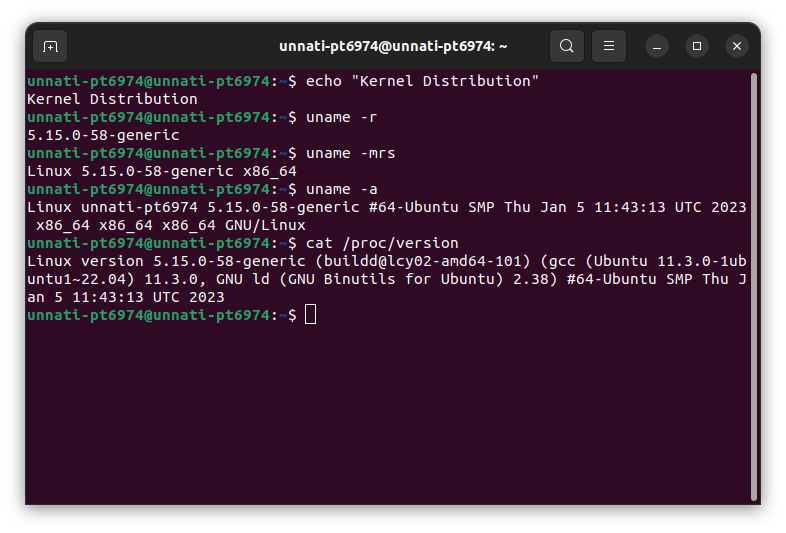 unnati-pt6974@unnati-pt6974: ~
unnati-pt6974@unnati-pt6974:~$ echo "Kernel Distribution"
Kernel Distribution
unnati-pt6974@unnati-pt6974:~$ uname -r
5.15.0-58-generic
unnati-pt6974@unnati-pt6974:~$ uname -mrs
Linux 5.15.0-58-generic x86_64
unnati-pt6974@unnati-pt6974:~$ uname -a
Linux unnati-pt6974 5.15.0-58-generic #64-Ubuntu SMP Thu Jan 5 11:43:13 UTC 2023
 x86_64 x86_64 x86_64 GNU/Linux
unnati-pt6974@unnati-pt6974:~$ cat /proc/version
Linux version 5.15.0-58-generic (buildd@lcy02-amd64-101) (gcc (Ubuntu 11.3.0-1ub
untu1~22.04) 11.3.0, GNU ld (GNU Binutils for Ubuntu) 2.38) #64-Ubuntu SMP Thu J
an 5 11:43:13 UTC 2023
unnati-pt6974@unnati-pt6974:~$